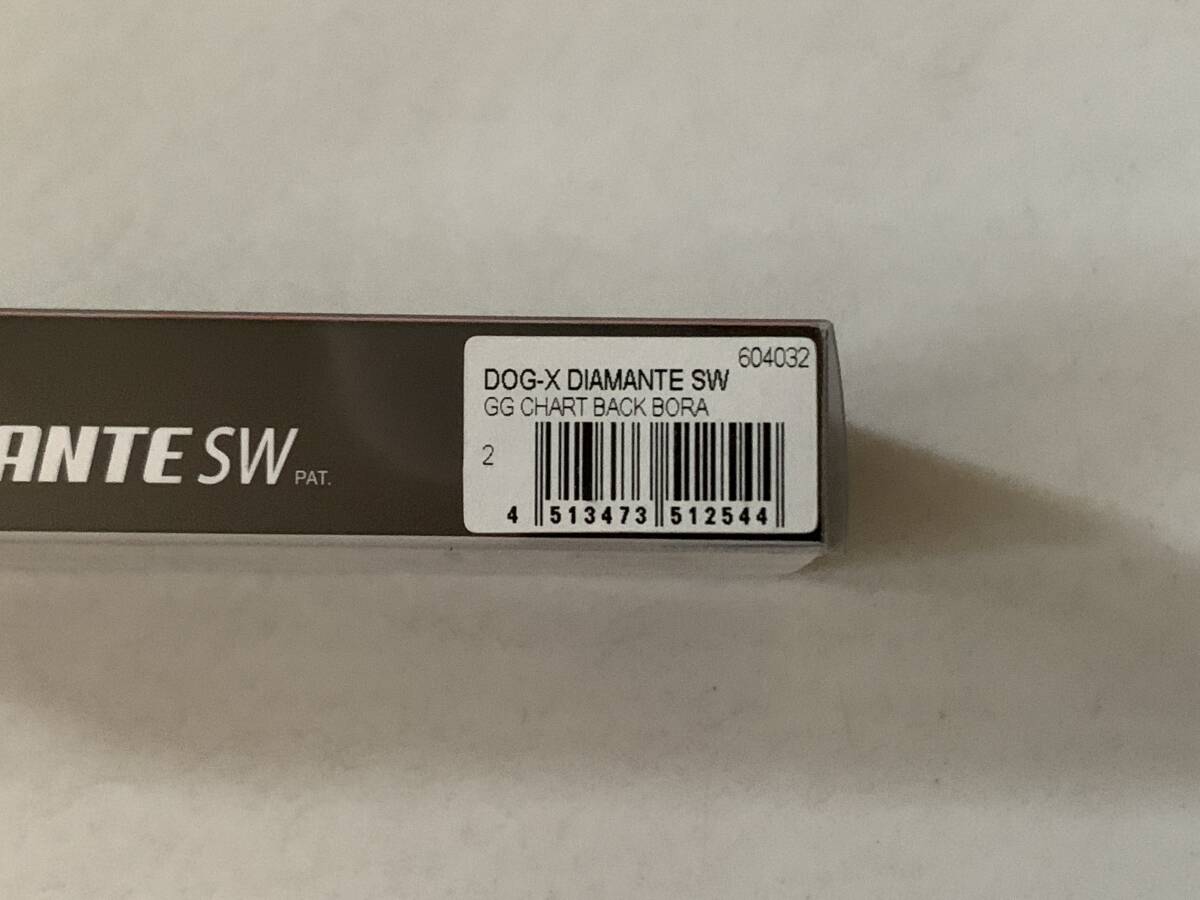 ANTE SW PAT.
604032
DOG-X DIAMANTE SW
GG CHART BACK BORA
2
4 513473 512544